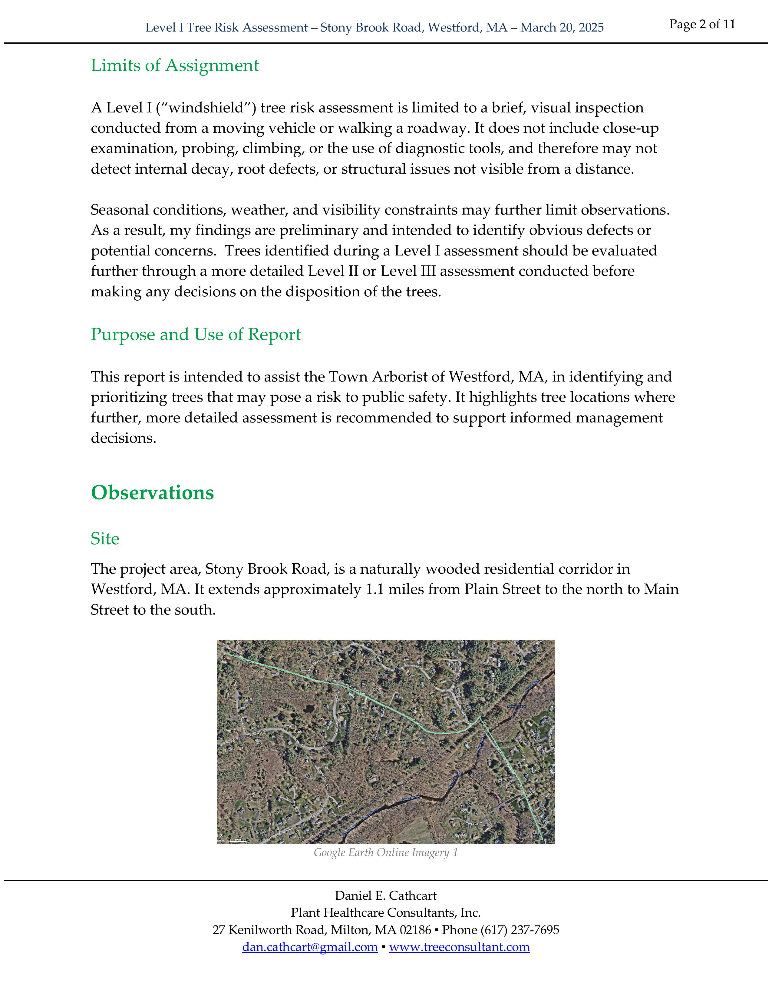 Level I Tree Risk Assessment – Stony Brook Road, Westford, MA – March 20, 2025
Page 2 of 11
Limits of Assignment
A Level I (“windshield”) tree risk assessment is limited to a brief, visual inspection
conducted from a moving vehicle or walking a roadway. It does not include close-up
examination, probing, climbing, or the use of diagnostic tools, and therefore may not
detect internal decay, root defects, or structural issues not visible from a distance.
Seasonal conditions, weather, and visibility constraints may further limit observations.
As a result, my findings are preliminary and intended to identify obvious defects or
potential concerns.  Trees identified during a Level I assessment should be evaluated
further through a more detailed Level II or Level III assessment conducted before
making any decisions on the disposition of the trees.
Purpose and Use of Report
This report is intended to assist the Town Arborist of Westford, MA, in identifying and
prioritizing trees that may pose a risk to public safety. It highlights tree locations where
further, more detailed assessment is recommended to support informed management
decisions.
Observations
Site
The project area, Stony Brook Road, is a naturally wooded residential corridor in
Westford, MA. It extends approximately 1.1 miles from Plain Street to the north to Main
Street to the south.
Stony Brook Rd
Stony Brook
Stony Brook
Stony Brook
Stony Brook
Stony Brook
Stony Brook
Stony Brook
Google Earth Online Imagery 1
Daniel E. Cathcart
Plant Healthcare Consultants, Inc.
27 Kenilworth Road, Milton, MA 02186 ▪ Phone (617) 237-7695
dan.cathcart@gmail.com ▪ www.treeconsultant.com